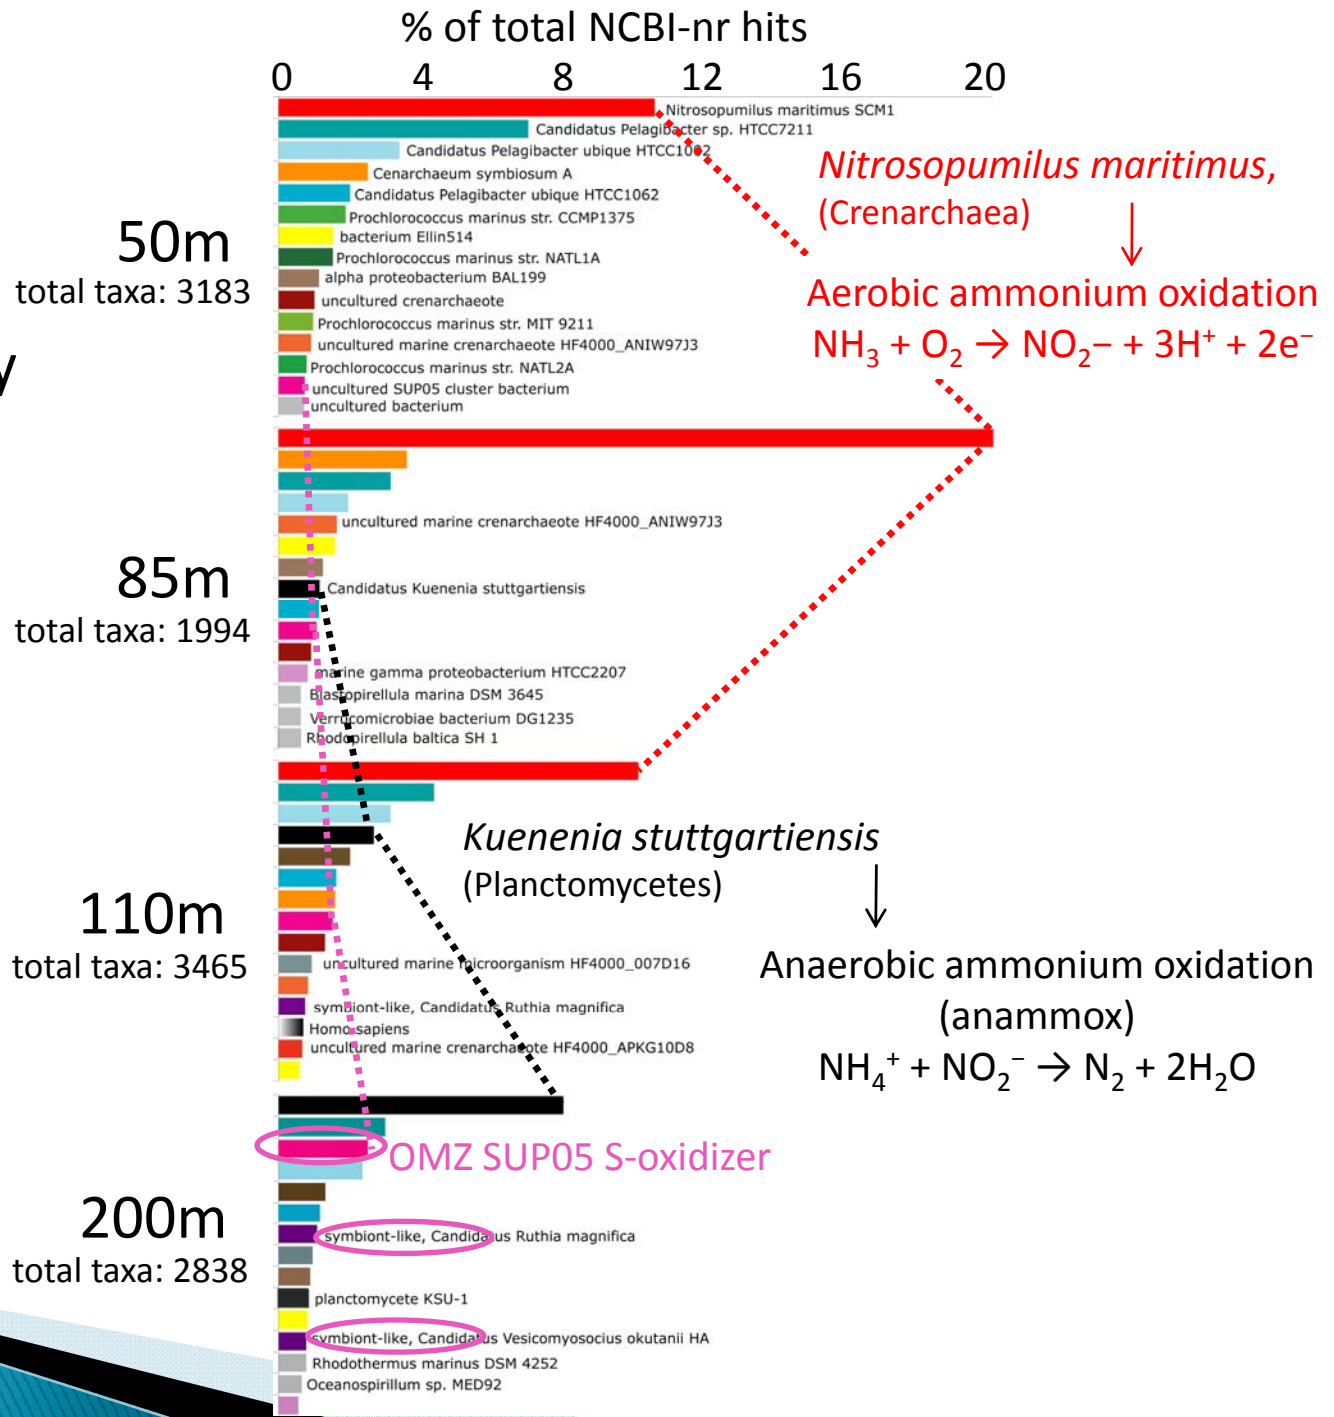 % of total NCBI-nr hits
0 4 8 12 16 20
Nitrosopumilus maritimus SCM1
Candidatus Pelagibacter sp. HTCC7211
Candidatus Pelagibacter ubique HTCC1002
Cenarchaeum symbiosum A
Candidatus Pelagibacter ubique HTCC1062
Prochlorococcus marinus str. CCMP1375
bacterium Ellin514
Prochlorococcus marinus str. NATL1A
alpha proteobacterium BAL199
uncultured crenarchaeote
Prochlorococcus marinus str. MIT 9211
uncultured marine crenarchaeote HF4000_ANIW97J3
Prochlorococcus marinus str. NATL2A
uncultured SUP05 cluster bacterium
uncultured bacterium
50m
total taxa: 3183
y
Nitrosopumilus maritimus,
(Crenarchaea)
Aerobic ammonium oxidation
NH₃ + O₂ → NO₂− + 3H⁺ + 2e⁻
uncultured marine crenarchaeote HF4000_ANIW97J3
Candidatus Kuenenia stuttgartiensis
marine gamma proteobacterium HTCC2207
Blastopirellula marina DSM 3645
Verrucomicrobiae bacterium DG1235
Rhodopirellula baltica SH 1
85m
total taxa: 1994
Kuenenia stuttgartiensis
(Planctomycetes)
Anaerobic ammonium oxidation
(anammox)
NH₄⁺ + NO₂⁻ → N₂ + 2H₂O
110m
total taxa: 3465
uncultured marine microorganism HF4000_007D16
symbiont-like, Candidatus Ruthia magnifica
Homo sapiens
uncultured marine crenarchaeote HF4000_APKG10D8
OMZ SUP05 S-oxidizer
200m
total taxa: 2838
symbiont-like, Candidatus Ruthia magnifica
planctomycete KSU-1
symbiont-like, Candidatus Vesicomyosocius okutanii HA
Rhodothermus marinus DSM 4252
Oceanospirillum sp. MED92